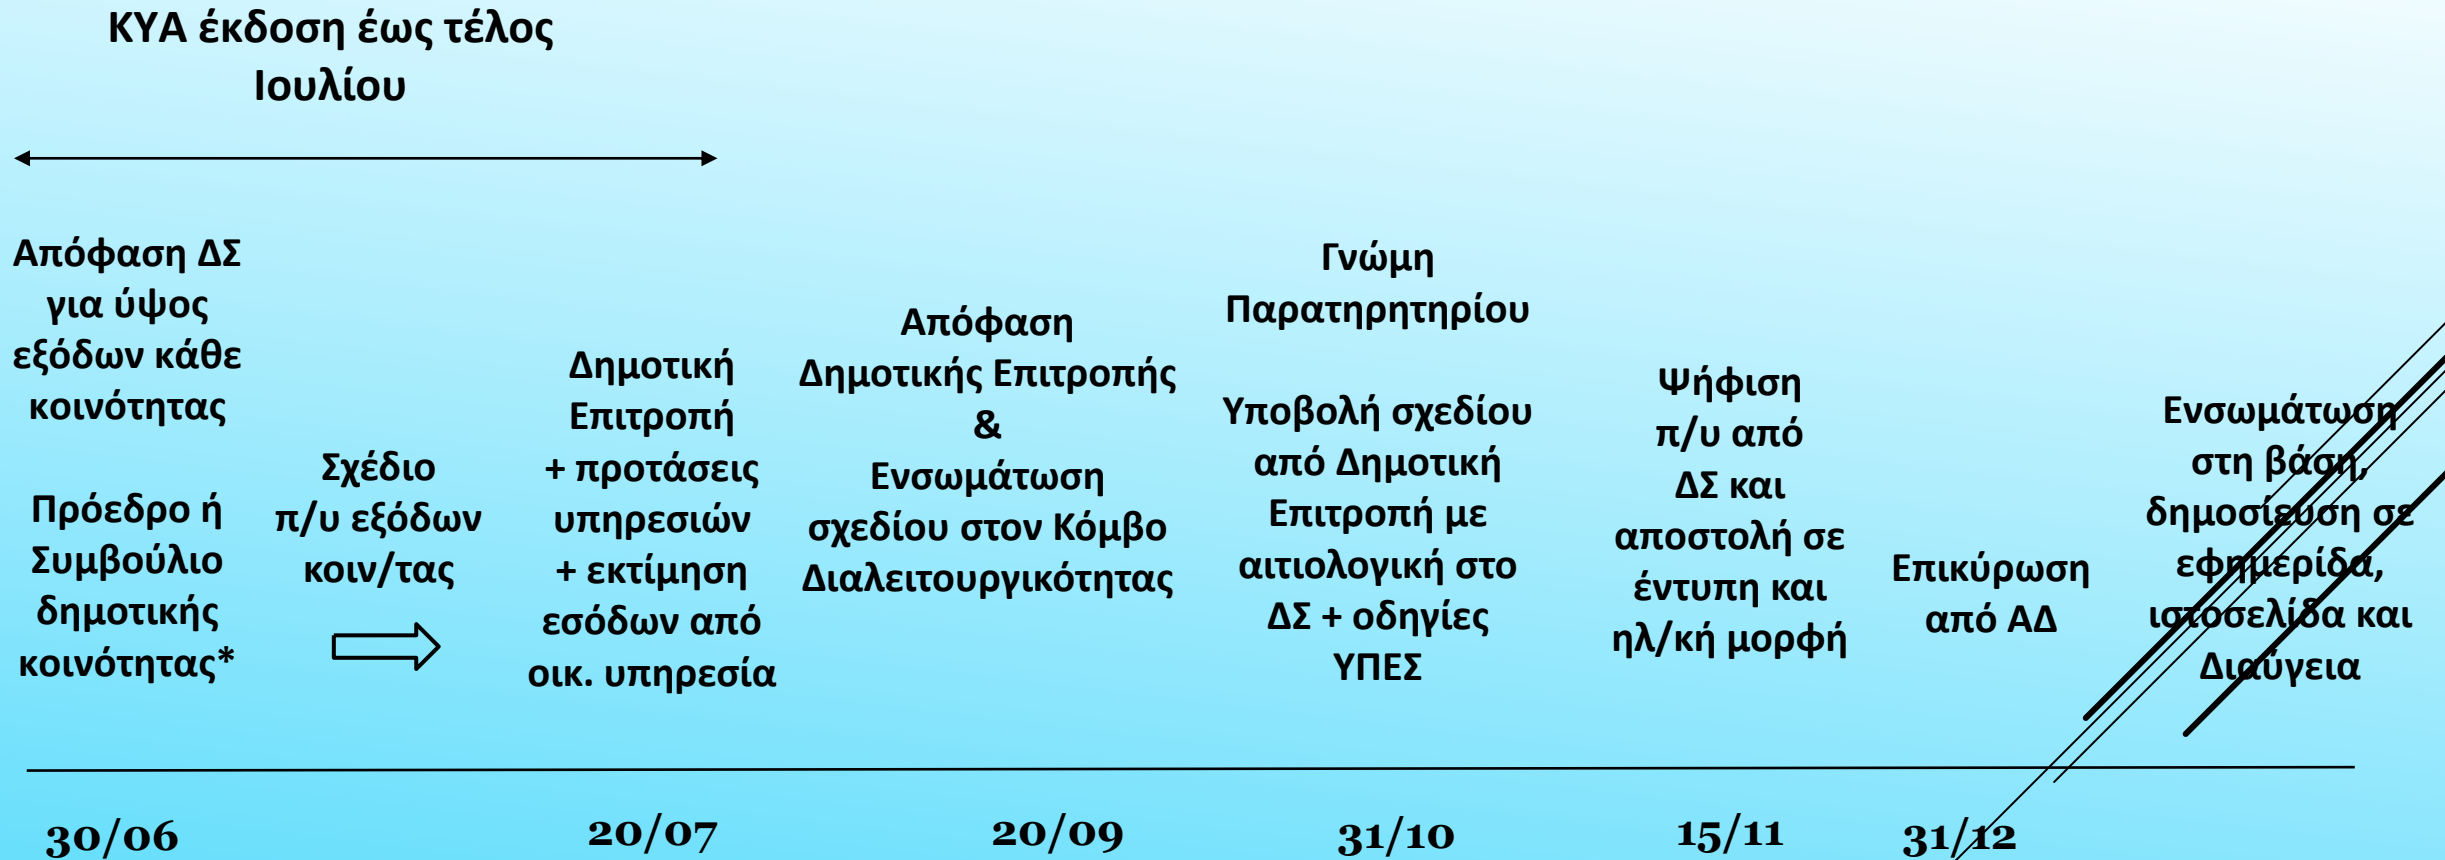 ΚΥΑ έκδοση έως τέλος
Ιουλίου
Απόφαση ΔΣ
για ύψος
εξόδων κάθε
κοινότητας
Πρόεδρο ή
Συμβούλιο
δημοτικής
κοινότητας*
Σχέδιο
π/υ εξόδων
κοιν/τας
Δημοτική
Επιτροπή
+ προτάσεις
υπηρεσιών
+ εκτίμηση
εσόδων από
οικ. υπηρεσία
Απόφαση
Δημοτικής Επιτροπής
&
Ενσωμάτωση
σχεδίου στον Κόμβο
Διαλειτουργικότητας
Γνώμη
Παρατηρητηρίου
Υποβολή σχεδίου
από Δημοτική
Επιτροπή με
αιτιολογική στο
ΔΣ + οδηγίες
ΥΠΕΣ
Ψήφιση
π/υ από
ΔΣ και
αποστολή σε
έντυπη και
ηλ/κή μορφή
Επικύρωση
από ΑΔ
Ενσωμάτωση
στη βάση,
δημοσίευση σε
εφημερίδα,
ιστοσελίδα και
Διαύγεια
30/06
20/07
20/09
31/10
15/11
31/12